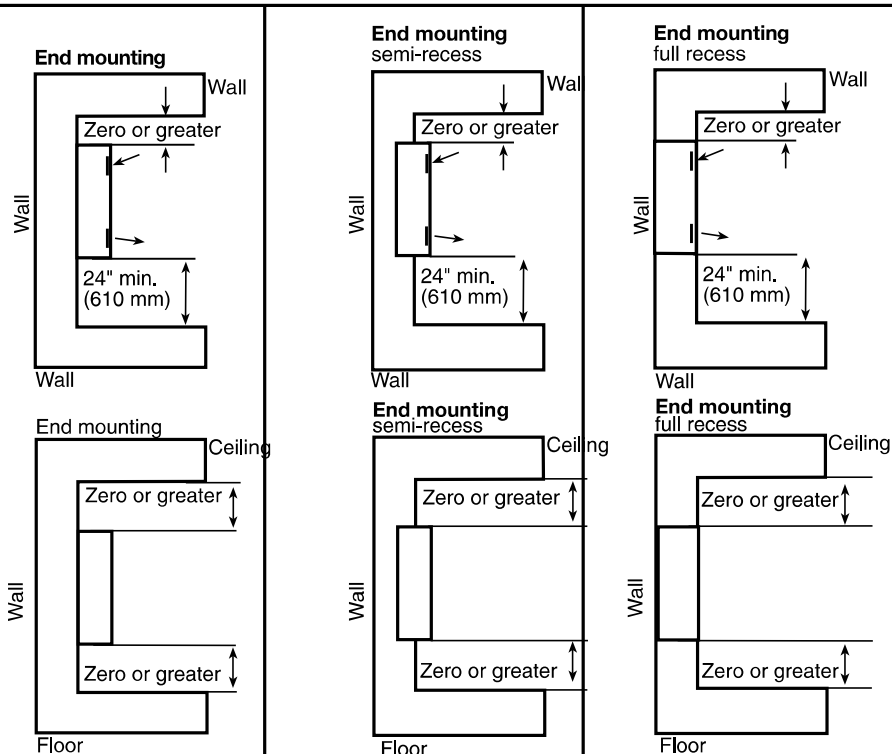 End mounting
Wall
Zero or greater
Wall
24" min.
(610 mm)
Wall
End mounting
semi-recess
Wal
Zero or greater
24" min.
(610 mm)
Wall
End mounting
full recess
Wall
Zero or greater
Wall
24" min.
(610 mm)
Wall
End mounting
Ceiling
Zero or greater
Wall
Zero or greater
Floor
End mounting
semi-recess
Ceiling
Zero or greater
Wall
Zero or greater
Floor
End mounting
full recess
Ceiling
Zero or greater
Wall
Zero or greater
Floor